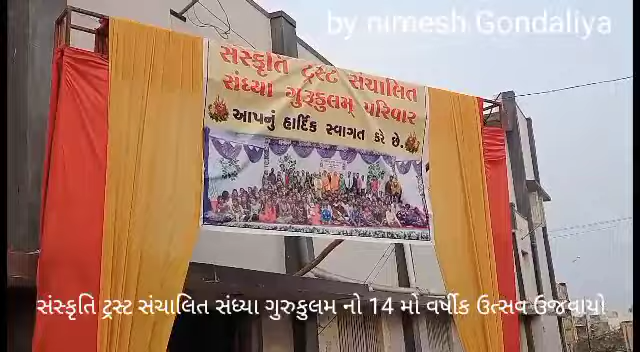 by nimesh Gondaliya
સંસ્કૃતિ ટ્રસ્ટ સંચાલિત
સંધ્યા ગુરુકુલમ્ પરિવાર
આપનું હાર્દિક સ્વાગત કરે છે.
સંસ્કૃતિ ટ્રસ્ટ સંચાલિત સંધ્યા ગુરુકુલમ નો 14 મો વર્ષીક ઉત્સવ ઉજવાયો